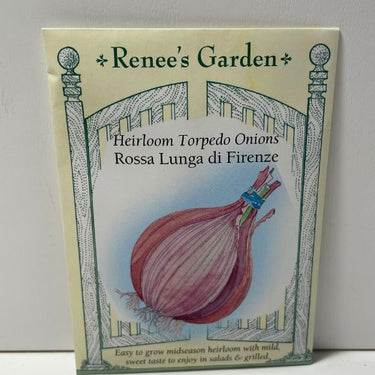 Renee's Garden
Heirloom Torpedo Onions
Rossa Lunga di Firenze
Easy to grow midseason heirloom with mild,
sweet taste to enjoy in salads & grilled.